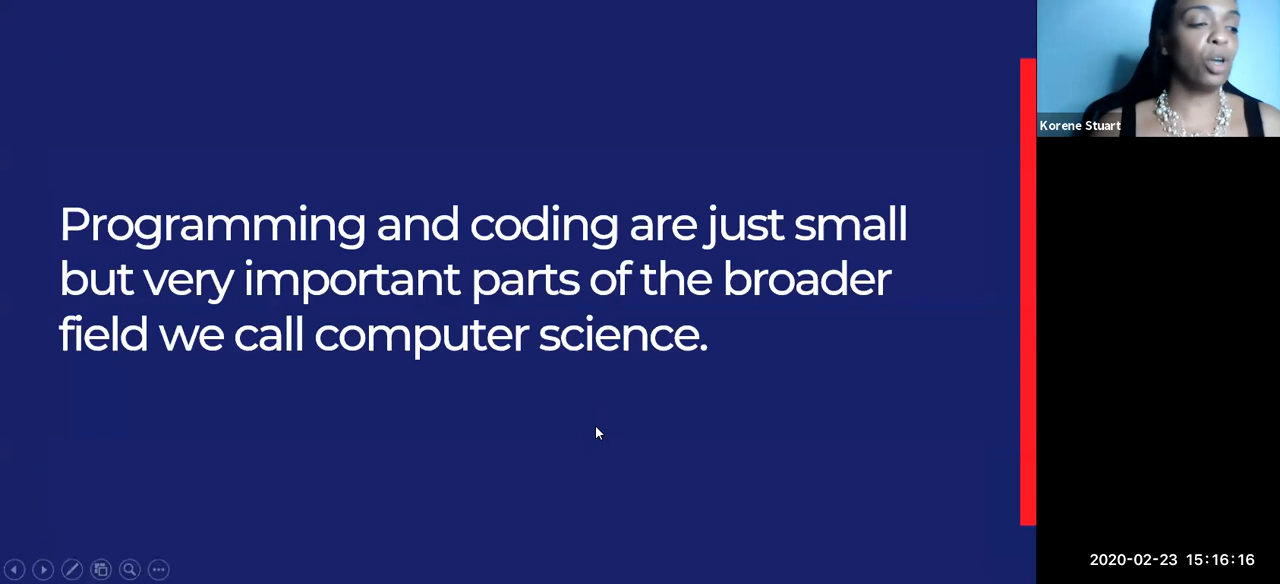 Programming and coding are just small
but very important parts of the broader
field we call computer science.
Korene Stuart
2020-02-23 15:16:16